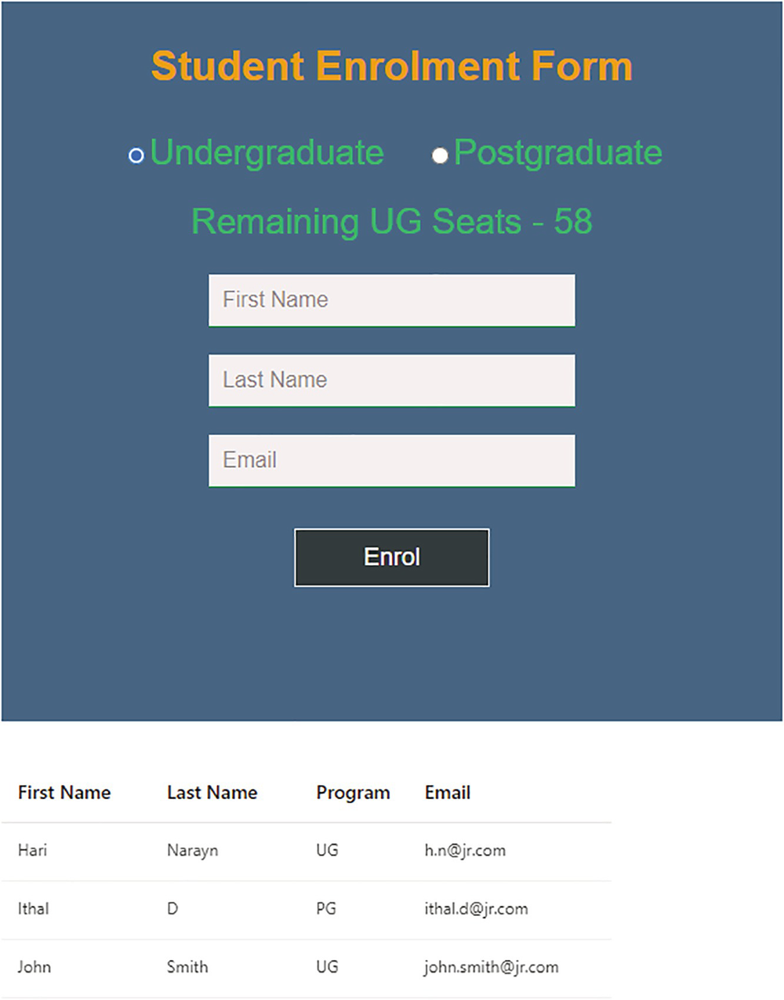 Student Enrolment Form
Undergraduate Postgraduate
Remaining UG Seats - 58
First Name
Last Name
Email
Enrol
First Name Last Name Program Email
Hari Narayn UG h.n@jr.com
Ithal D PG ithal.d@jr.com
John Smith UG john.smith@jr.com